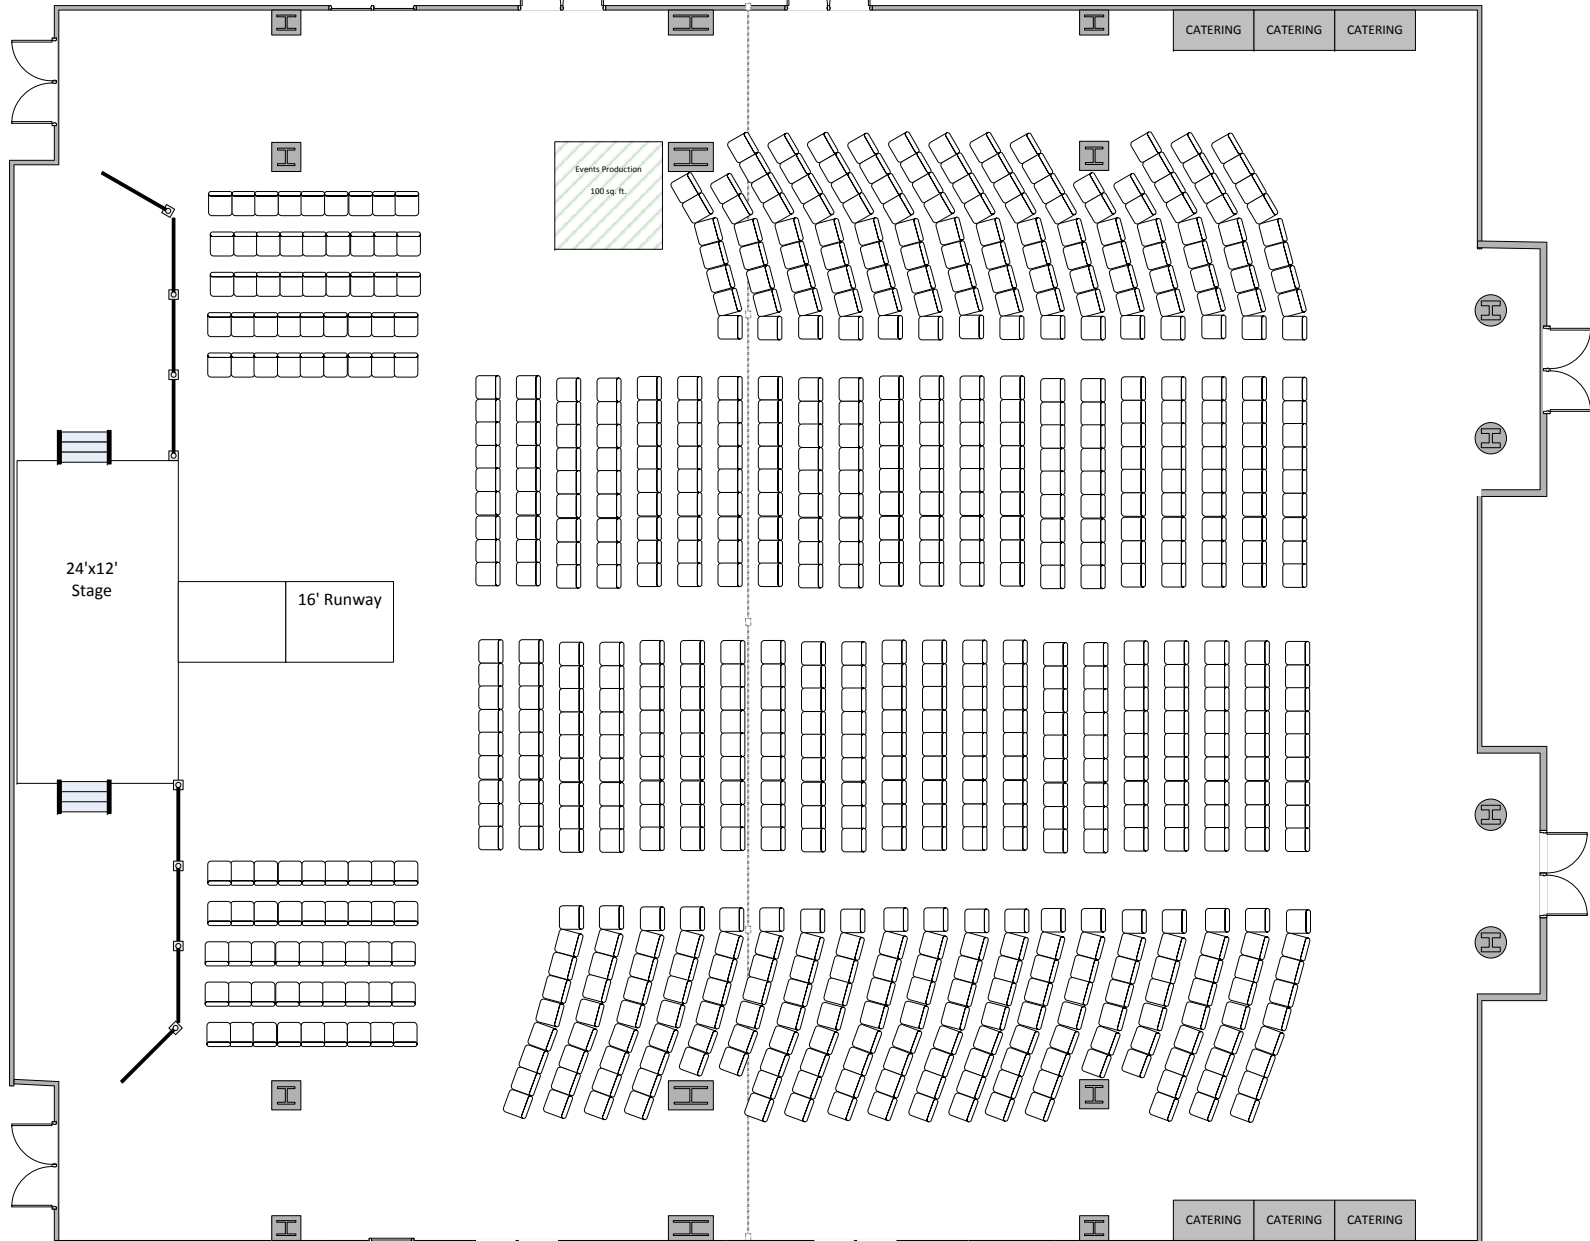 CATERING CATERING CATERING
Events Production
100 sq. ft.
24'x12'
Stage
16' Runway
CATERING CATERING CATERING